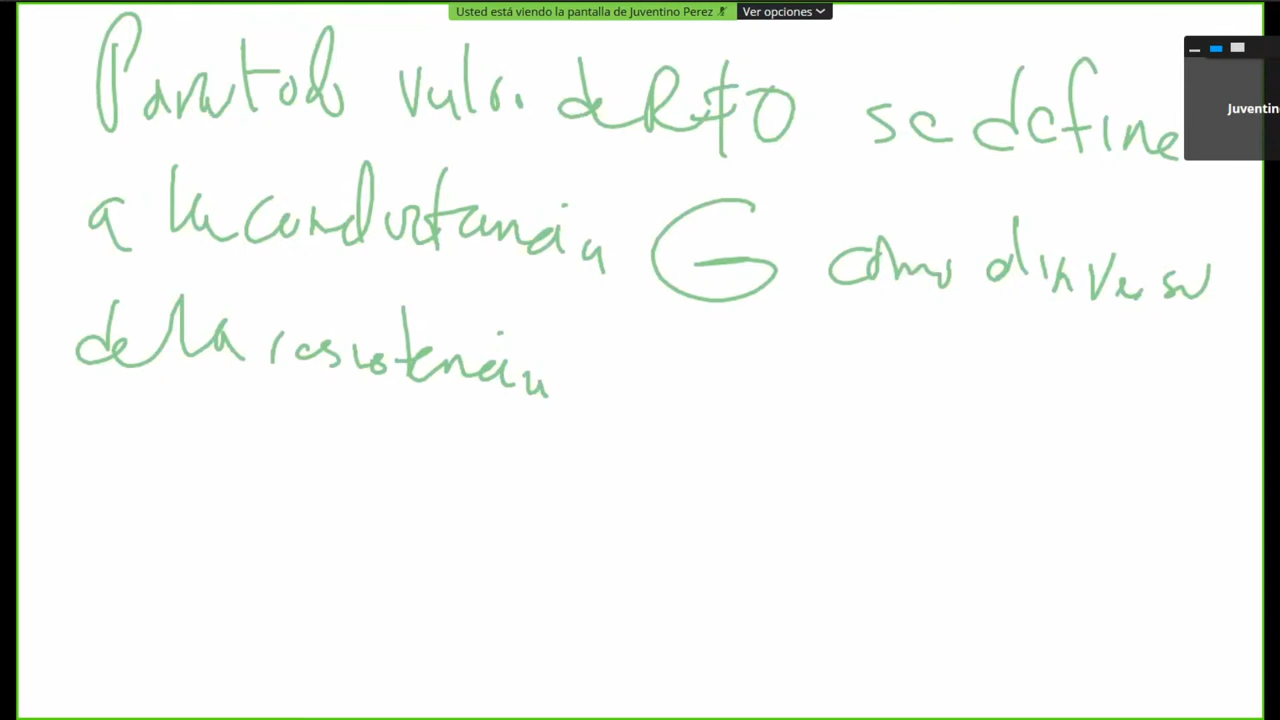 Usted está viendo la pantalla de Juventino Perez Ver opciones
Juventino
Para todo valor de R≠0 se define
a la conductancia G como el inverso
de la resistencia